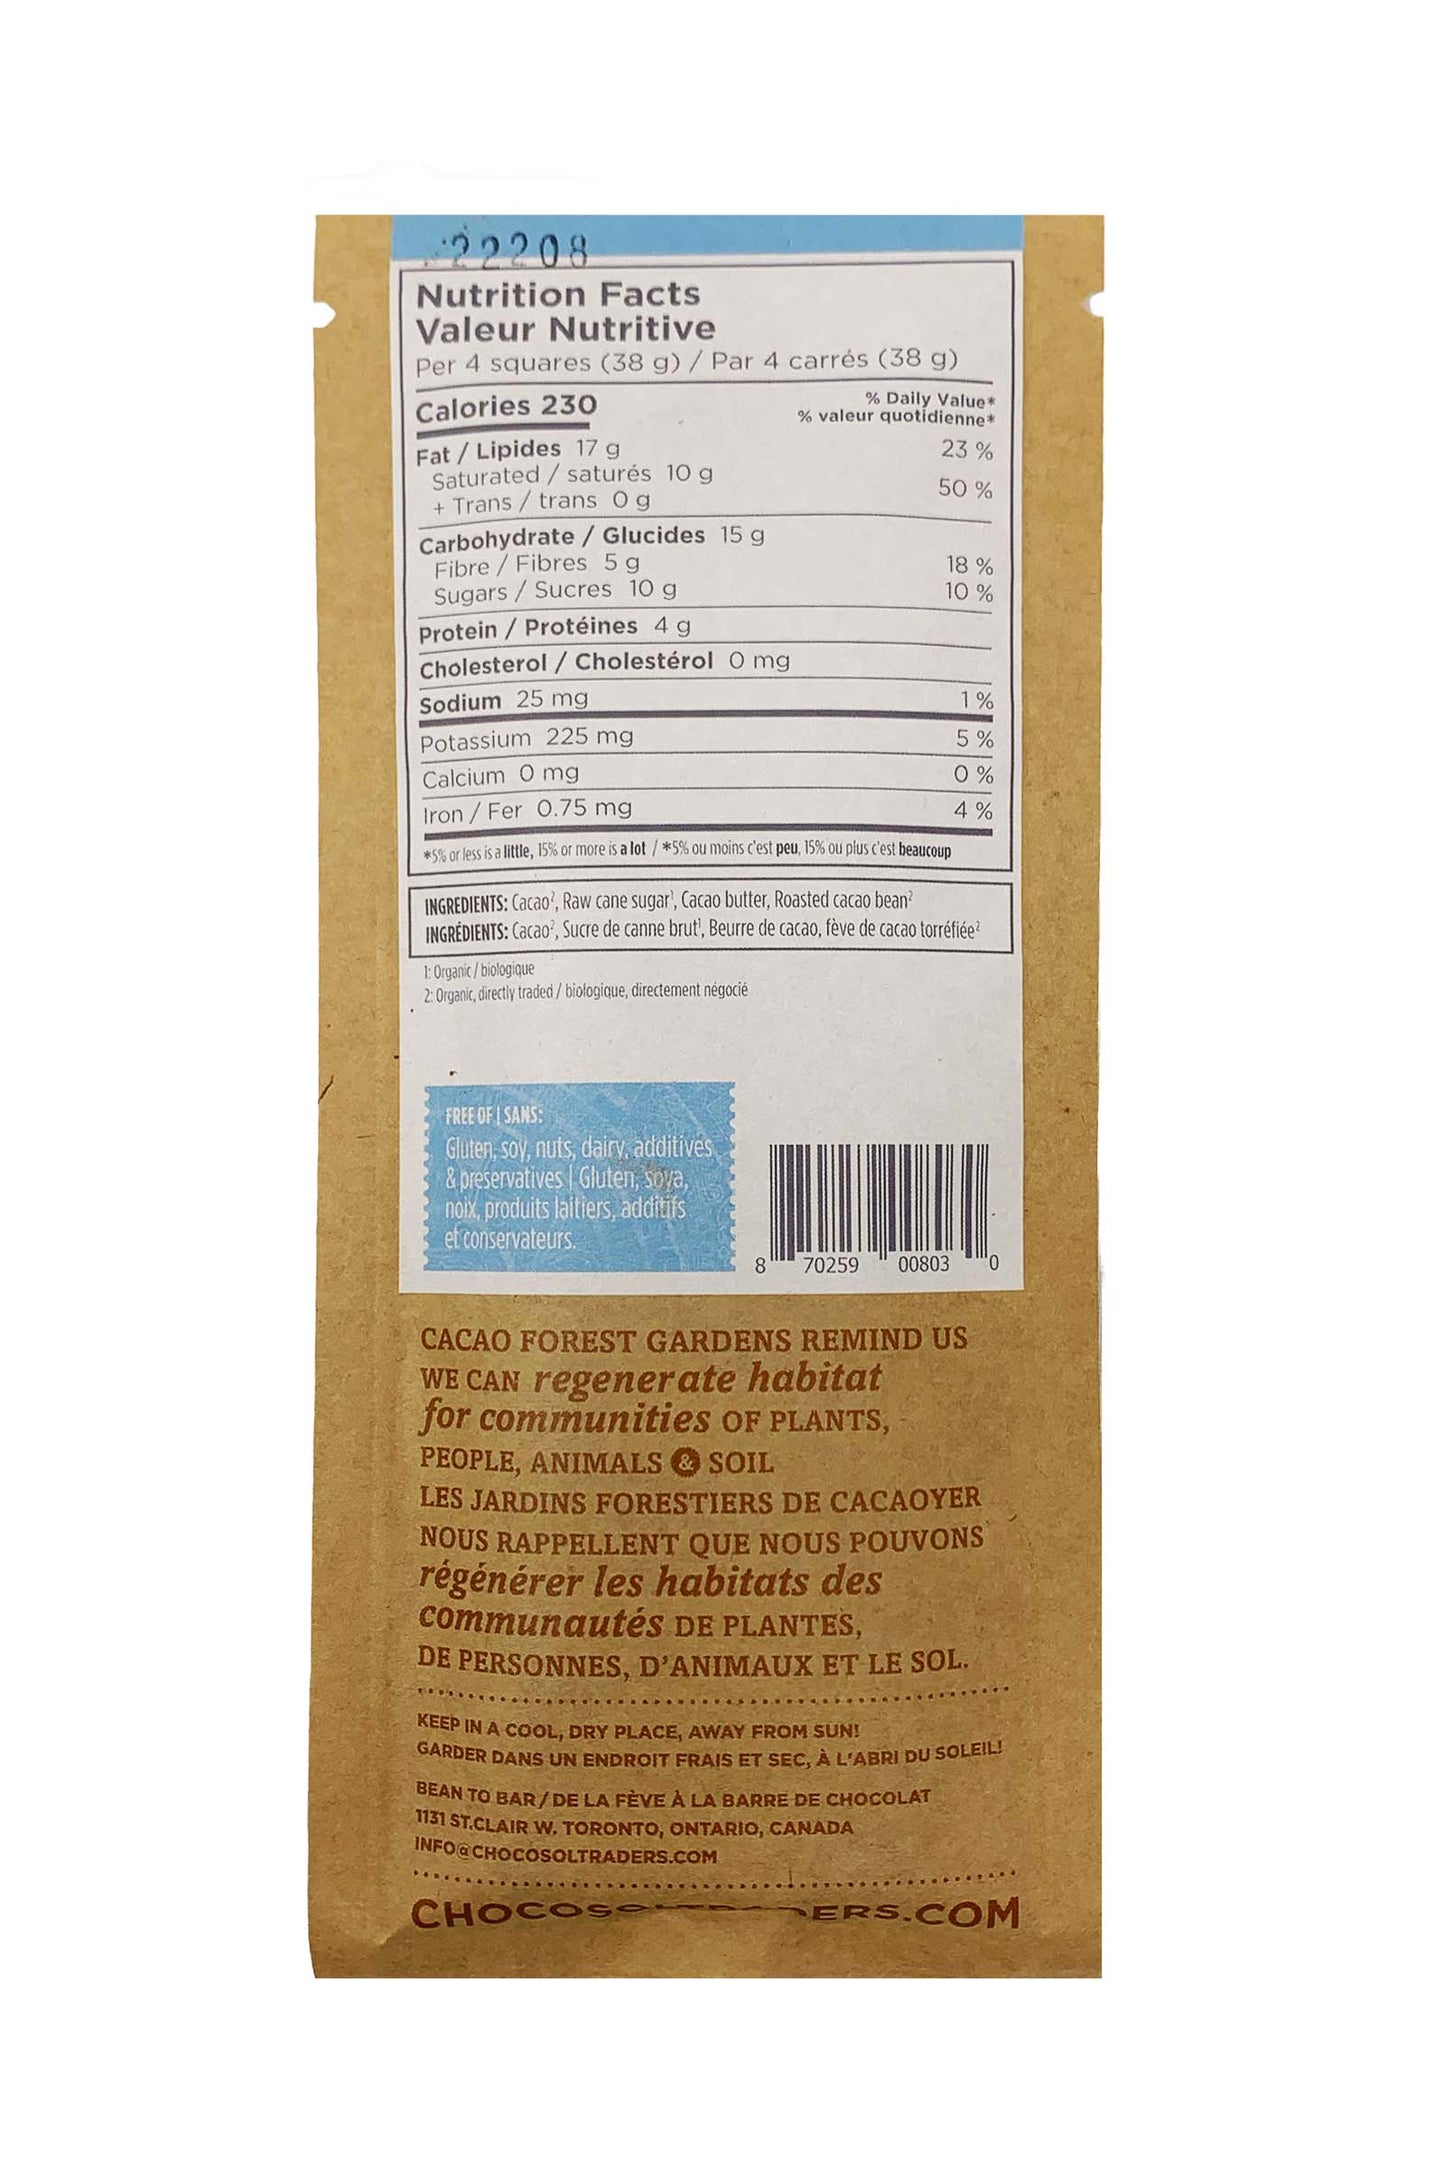 22208
Nutrition Facts
Valeur Nutritive
Per 4 squares (38 g) / Par 4 carrés (38 g)
Calories 230
% Daily Value*
% valeur quotidienne*
Fat / Lipides 17 g 23 %
Saturated / saturés 10 g
+ Trans / trans 0 g 50 %
Carbohydrate / Glucides 15 g
Fibre / Fibres 5 g 18 %
Sugars / Sucres 10 g 10 %
Protein / Protéines 4 g
Cholesterol / Cholestérol 0 mg
Sodium 25 mg 1 %
Potassium 225 mg 5 %
Calcium 0 mg 0 %
Iron / Fer 0.75 mg 4 %
*5% or less is a little, 15% or more is a lot / *5% ou moins c'est peu, 15% ou plus c'est beaucoup
INGREDIENTS: Cacao², Raw cane sugar¹, Cacao butter, Roasted cacao bean²
INGRÉDIENTS: Cacao², Sucre de canne brut¹, Beurre de cacao, fève de cacao torréfiée²
1: Organic / biologique
2: Organic, directly traded / biologique, directement négocié
FREE OF | SANS:
Gluten, soy, nuts, dairy, additives
& preservatives | Gluten, soya,
noix, produits laitiers, additifs
et conservateurs.
8 70259 00803 0
CACAO FOREST GARDENS REMIND US
WE CAN regenerate habitat
for communities OF PLANTS,
PEOPLE, ANIMALS & SOIL
LES JARDINS FORESTIERS DE CACAOYER
NOUS RAPPELLENT QUE NOUS POUVONS
régénérer les habitats des
communautés DE PLANTES,
DE PERSONNES, D'ANIMAUX ET LE SOL.
KEEP IN A COOL, DRY PLACE, AWAY FROM SUN!
GARDER DANS UN ENDROIT FRAIS ET SEC, À L'ABRI DU SOLEIL!
BEAN TO BAR / DE LA FÈVE À LA BARRE DE CHOCOLAT
1131 ST.CLAIR W. TORONTO, ONTARIO, CANADA
INFO@CHOCOSOLTRADERS.COM
CHOCOSOLTRADERS.COM